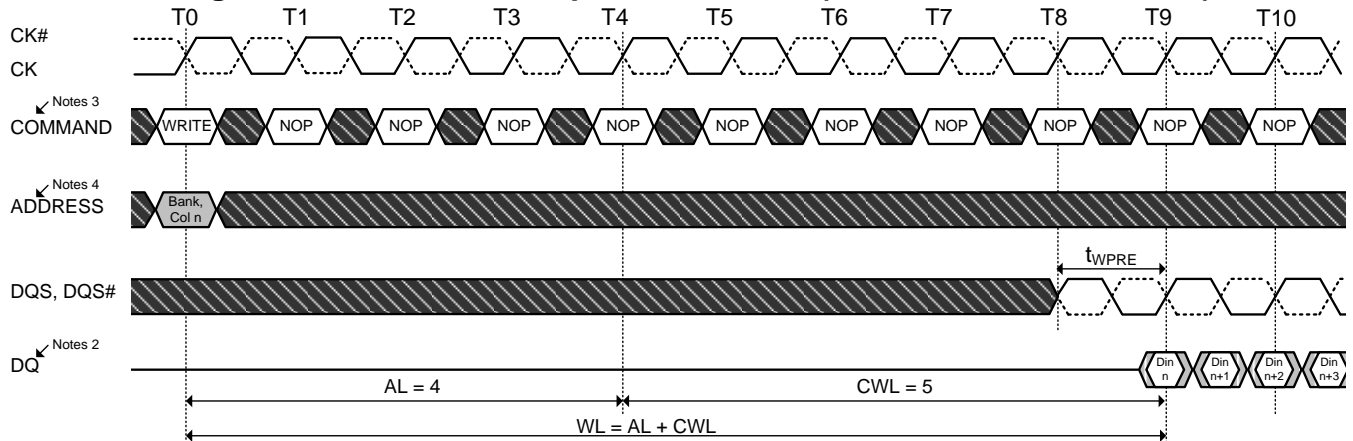 T0 T1 T2 T3 T4 T5 T6 T7 T8 T9 T10
CK#
CK
Notes 3
COMMAND WRITE NOP NOP NOP NOP NOP NOP NOP NOP NOP NOP
Notes 4
ADDRESS Bank,
Col n
tWPRE
DQS, DQS#
Notes 2
DQ Din Din Din Din
n n+1 n+2 n+3
AL = 4 CWL = 5
WL = AL + CWL